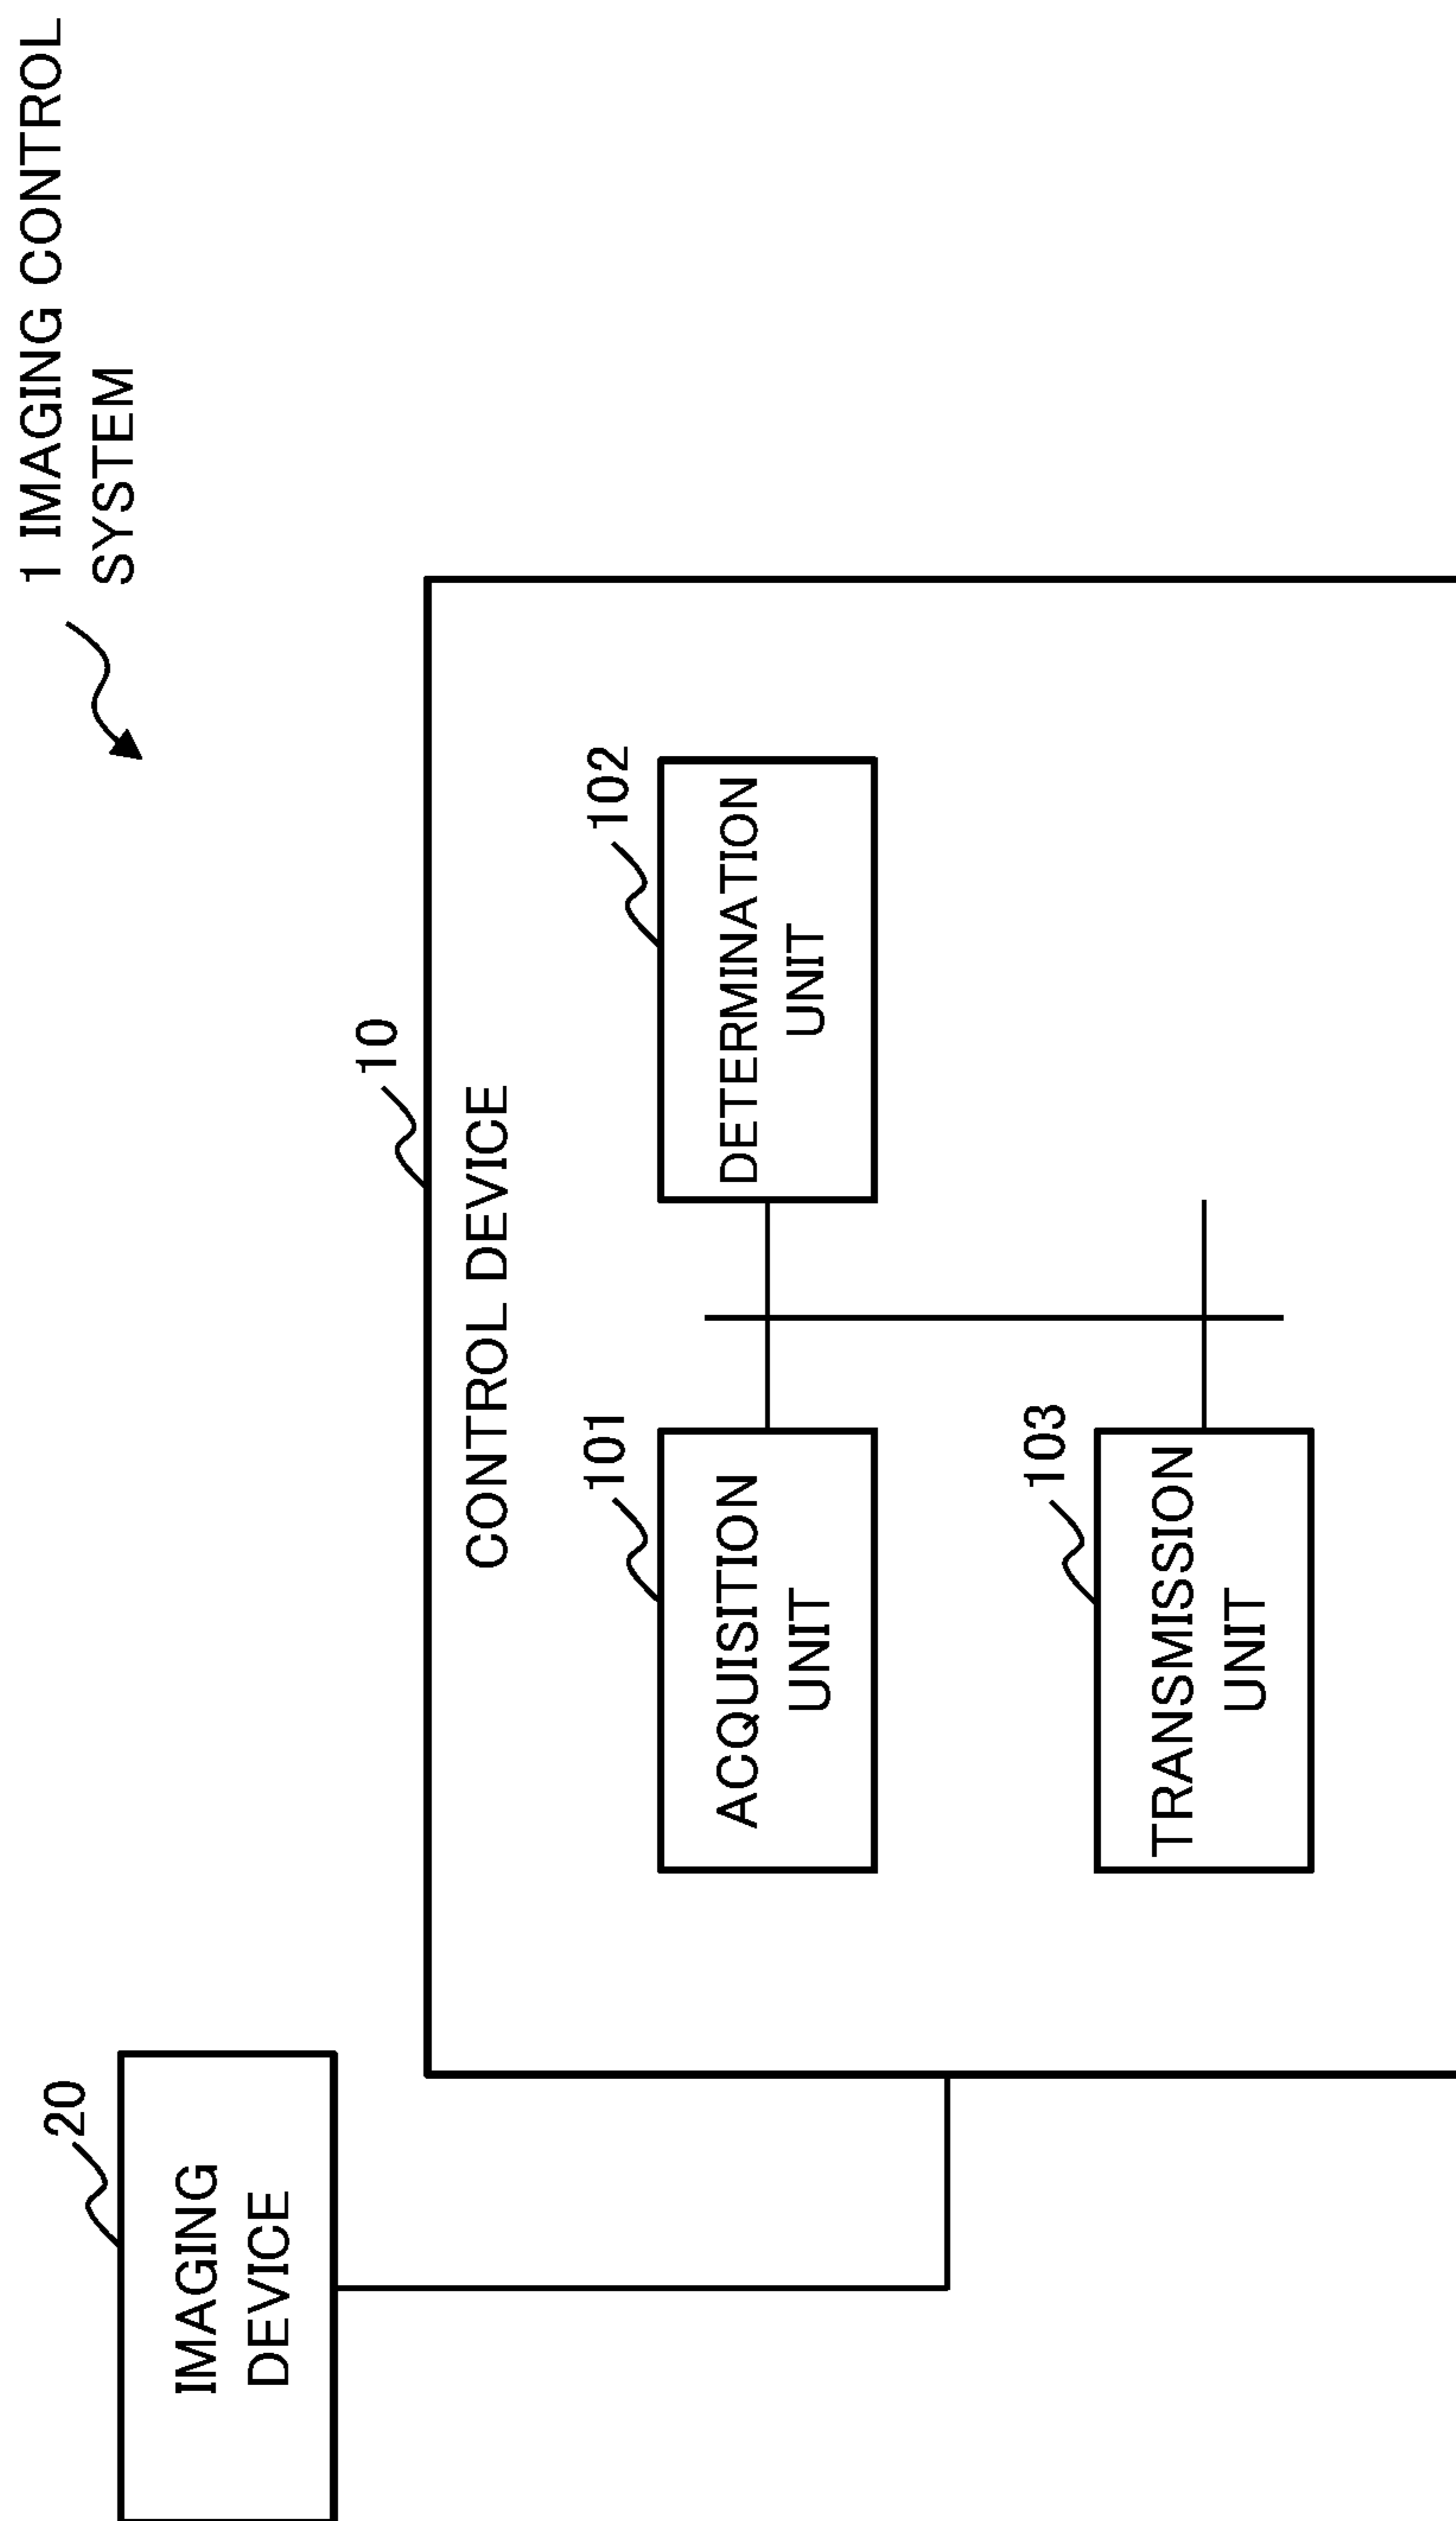 1 IMAGING CONTROL
SYSTEM
20
IMAGING
DEVICE
10
CONTROL DEVICE
101
ACQUISITION
UNIT
102
DETERMINATION
UNIT
103
TRANSMISSION
UNIT